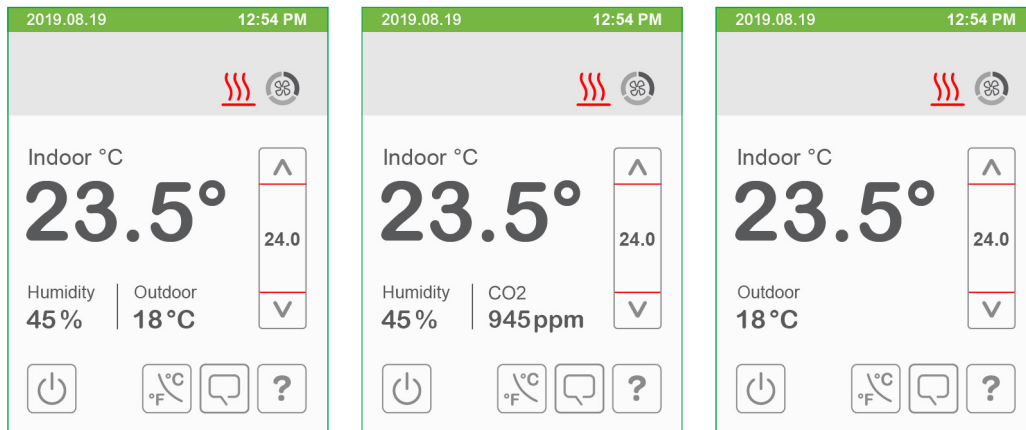 2019.08.19 12:54 PM
Indoor °C
23.5°
24.0
Humidity Outdoor
45% 18°C
°C
°F
?
2019.08.19 12:54 PM
Indoor °C
23.5°
24.0
Humidity CO2
45% 945ppm
°C
°F
?
2019.08.19 12:54 PM
Indoor °C
23.5°
24.0
Outdoor
18°C
°C
°F
?